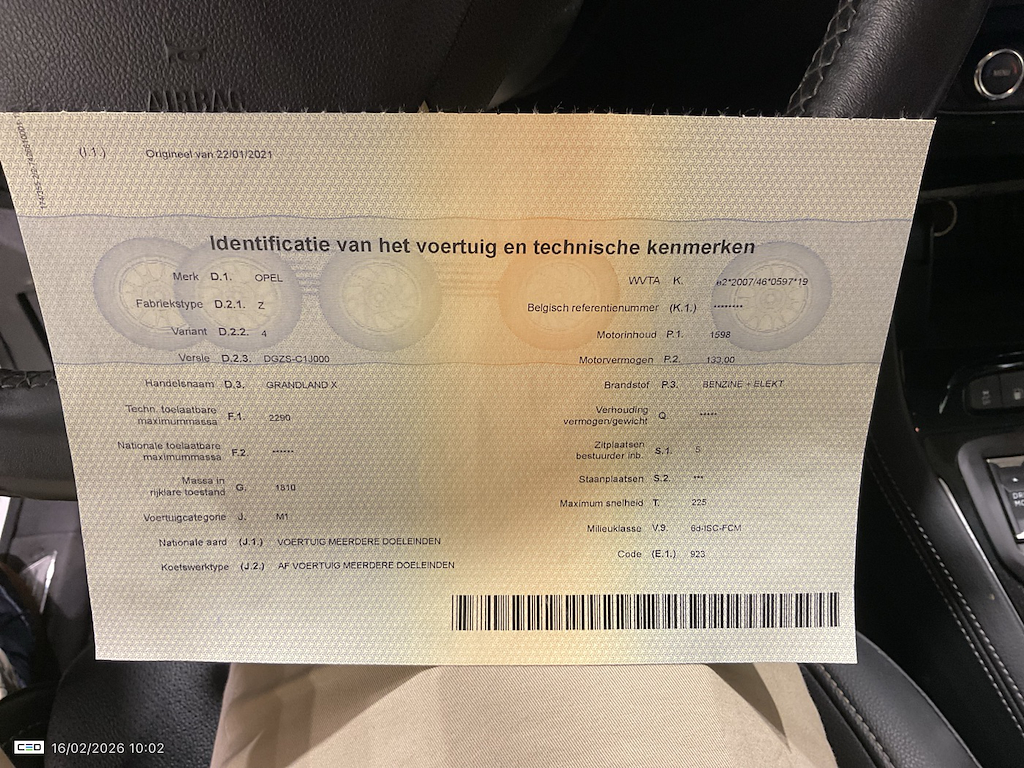 AIRBAG
MENU
(I.1.) Origineel van 22/01/2021
Identificatie van het voertuig en technische kenmerken
Merk D.1. OPEL
Fabriekstype D.2.1. Z
Variant D.2.2. 4
Versie D.2.3. DGZS-C1J000
Handelsnaam D.3. GRANDLAND X
Techn. toelaatbare
maximummassa F.1. 2290
Nationale toelaatbare
maximummassa F.2. ******
Massa in
rijklare toestand G. 1810
Voertuigcategorie J. M1
Nationale aard (J.1.) VOERTUIG MEERDERE DOELEINDEN
Koetswerktype (J.2.) AF VOERTUIG MEERDERE DOELEINDEN
WVTA K. e2*2007/46*0597*19
Belgisch referentienummer (K.1.) ********
Motorinhoud P.1. 1598
Motorvermogen P.2. 133,00
Brandstof P.3. BENZINE + ELEKT
Verhouding
vermogen/gewicht Q. *****
Zitplaatsen
bestuurder inb. S.1. 5
Staanplaatsen S.2. ***
Maximum snelheid T. 225
Milieuklasse V.9. 6d-ISC-FCM
Code (E.1.) 923
CEO 16/02/2026 10:02